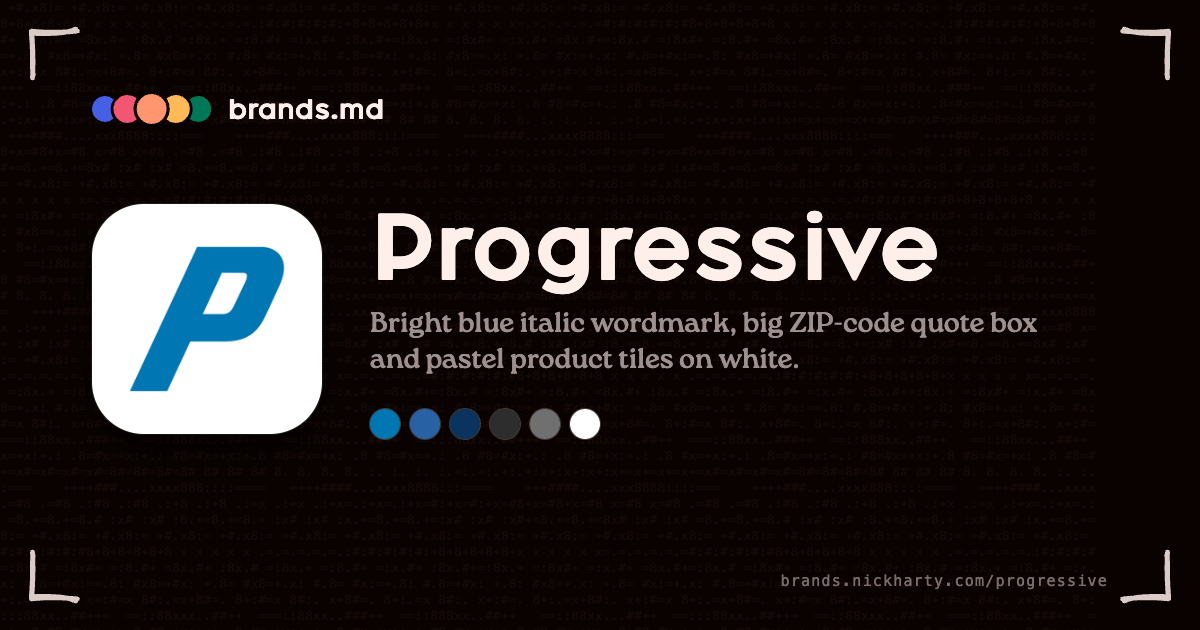 brands.md
P
Progressive
Bright blue italic wordmark, big ZIP-code quote box
and pastel product tiles on white.
brands.nickharty.com/progressive